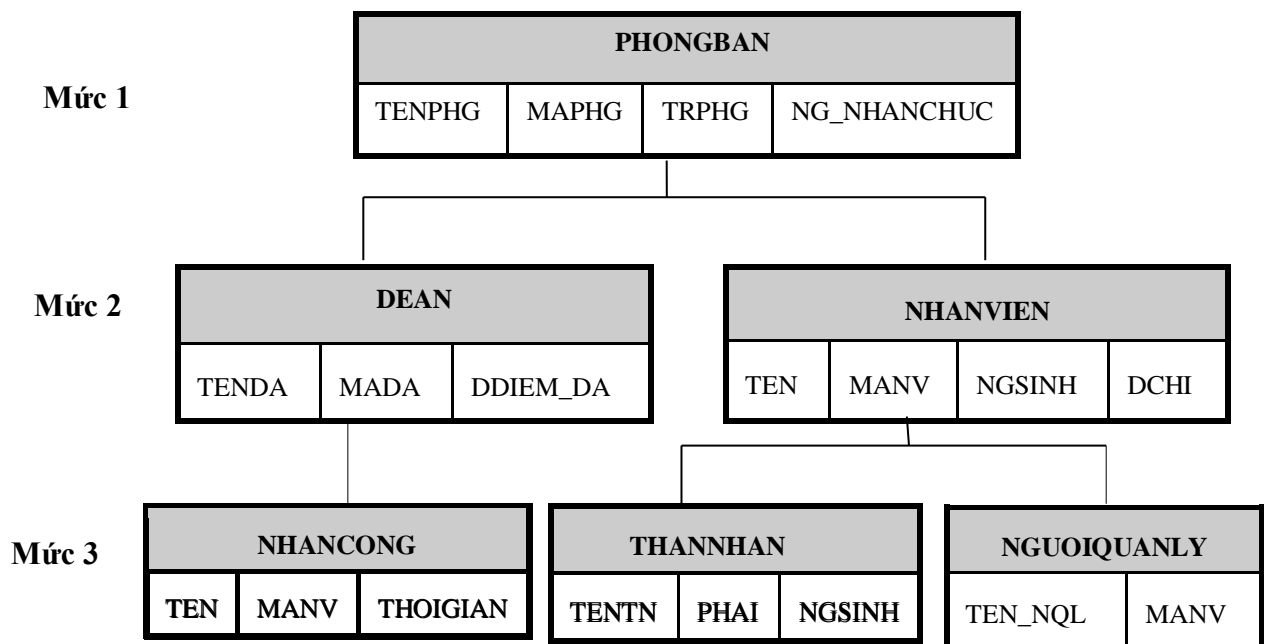 PHONGBAN
Mức 1
TENPHG MAPHG TRPHG NG_NHANCHUC
Mức 2
DEAN NHANVIEN
TENDA MADA DDIEM_DA TEN MANV NGSINH DCHI
Mức 3
NHANCONG THANNHAN NGUOIQUANLY
TEN MANV THOIGIAN TENTN PHAI NGSINH TEN_NQL MANV